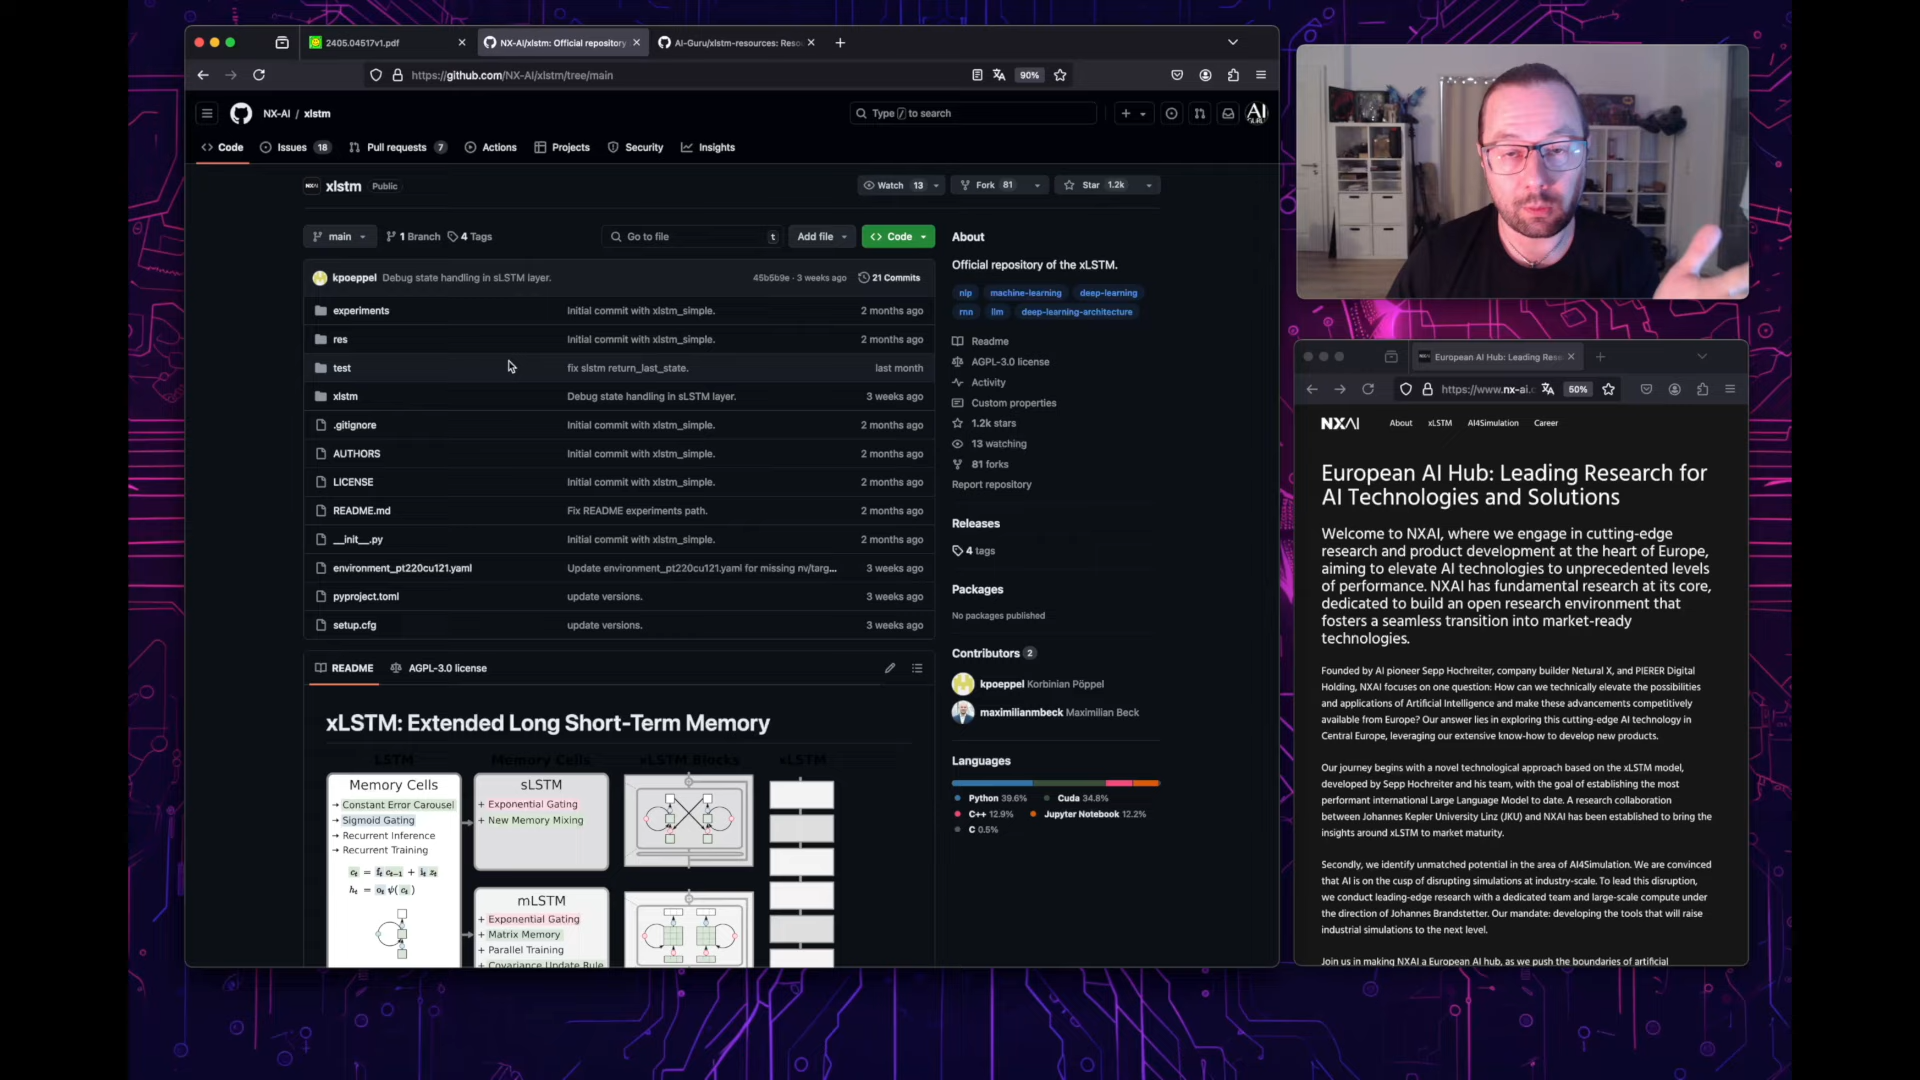 2405.04517v1.pdf
NX-AI/xlstm: Official repository
AI-Guru/xlstm-resources: Reso
https://github.com/NX-AI/xlstm/tree/main
90%
NX-AI / xlstm
Type / to search
AI
Code
Issues 18
Pull requests 7
Actions
Projects
Security
Insights
xlstm Public
Watch 13
Fork 81
Star 1.2k
main
1 Branch
4 Tags
Go to file t
Add file
Code
kpoeppel Debug state handling in sLSTM layer. 45b5b9e · 3 weeks ago 21 Commits
experiments Initial commit with xlstm_simple. 2 months ago
res Initial commit with xlstm_simple. 2 months ago
test fix slstm return_last_state. last month
xlstm Debug state handling in sLSTM layer. 3 weeks ago
.gitignore Initial commit with xlstm_simple. 2 months ago
AUTHORS Initial commit with xlstm_simple. 2 months ago
LICENSE Initial commit with xlstm_simple. 2 months ago
README.md Fix README experiments path. 2 months ago
__init__.py Initial commit with xlstm_simple. 2 months ago
environment_pt220cu121.yaml Update environment_pt220cu121.yaml for missing nv/targ... 3 weeks ago
pyproject.toml update versions. 3 weeks ago
setup.cfg update versions. 3 weeks ago
README
AGPL-3.0 license
xLSTM: Extended Long Short-Term Memory
LSTM Memory Cells xLSTM Blocks xLSTM
Memory Cells
→ Constant Error Carousel
→ Sigmoid Gating
→ Recurrent Inference
→ Recurrent Training
c_t = f_t c_{t-1} + i_t z_t
h_t = o_t ψ( c_t )
sLSTM
+ Exponential Gating
+ New Memory Mixing
mLSTM
+ Exponential Gating
+ Matrix Memory
+ Parallel Training
+ Covariance Update Rule
About
Official repository of the xLSTM.
nlp machine-learning deep-learning
rnn llm deep-learning-architecture
Readme
AGPL-3.0 license
Activity
Custom properties
1.2k stars
13 watching
81 forks
Report repository
Releases
4 tags
Packages
No packages published
Contributors 2
kpoeppel Korbinian Pöppel
maximilianmbeck Maximilian Beck
Languages
Python 39.6% Cuda 34.8%
C++ 12.9% Jupyter Notebook 12.2%
C 0.5%
European AI Hub: Leading Res
https://www.nx-ai.c
50%
NXAI
About xLSTM AI4Simulation Career
European AI Hub: Leading Research for
AI Technologies and Solutions
Welcome to NXAI, where we engage in cutting-edge
research and product development at the heart of Europe,
aiming to elevate AI technologies to unprecedented levels
of performance. NXAI has fundamental research at its core,
dedicated to build an open research environment that
fosters a seamless transition into market-ready
technologies.
Founded by AI pioneer Sepp Hochreiter, company builder Netural X, and PIERER Digital
Holding, NXAI focuses on one question: How can we technically elevate the possibilities
and applications of Artificial Intelligence and make these advancements competitively
available from Europe? Our answer lies in exploring this cutting-edge AI technology in
Central Europe, leveraging our extensive know-how to develop new products.
Our journey begins with a novel technological approach based on the xLSTM model,
developed by Sepp Hochreiter and his team, with the goal of establishing the most
performant international Large Language Model to date. A research collaboration
between Johannes Kepler University Linz (JKU) and NXAI has been established to bring the
insights around xLSTM to market maturity.
Secondly, we identify unmatched potential in the area of AI4Simulation. We are convinced
that AI is on the cusp of disrupting simulations at industry-scale. To lead this disruption,
we conduct leading-edge research with a dedicated team and large-scale compute under
the direction of Johannes Brandstetter. Our mandate: developing the tools that will raise
industrial simulations to the next level.
Join us in making NXAI a European AI hub, as we push the boundaries of artificial